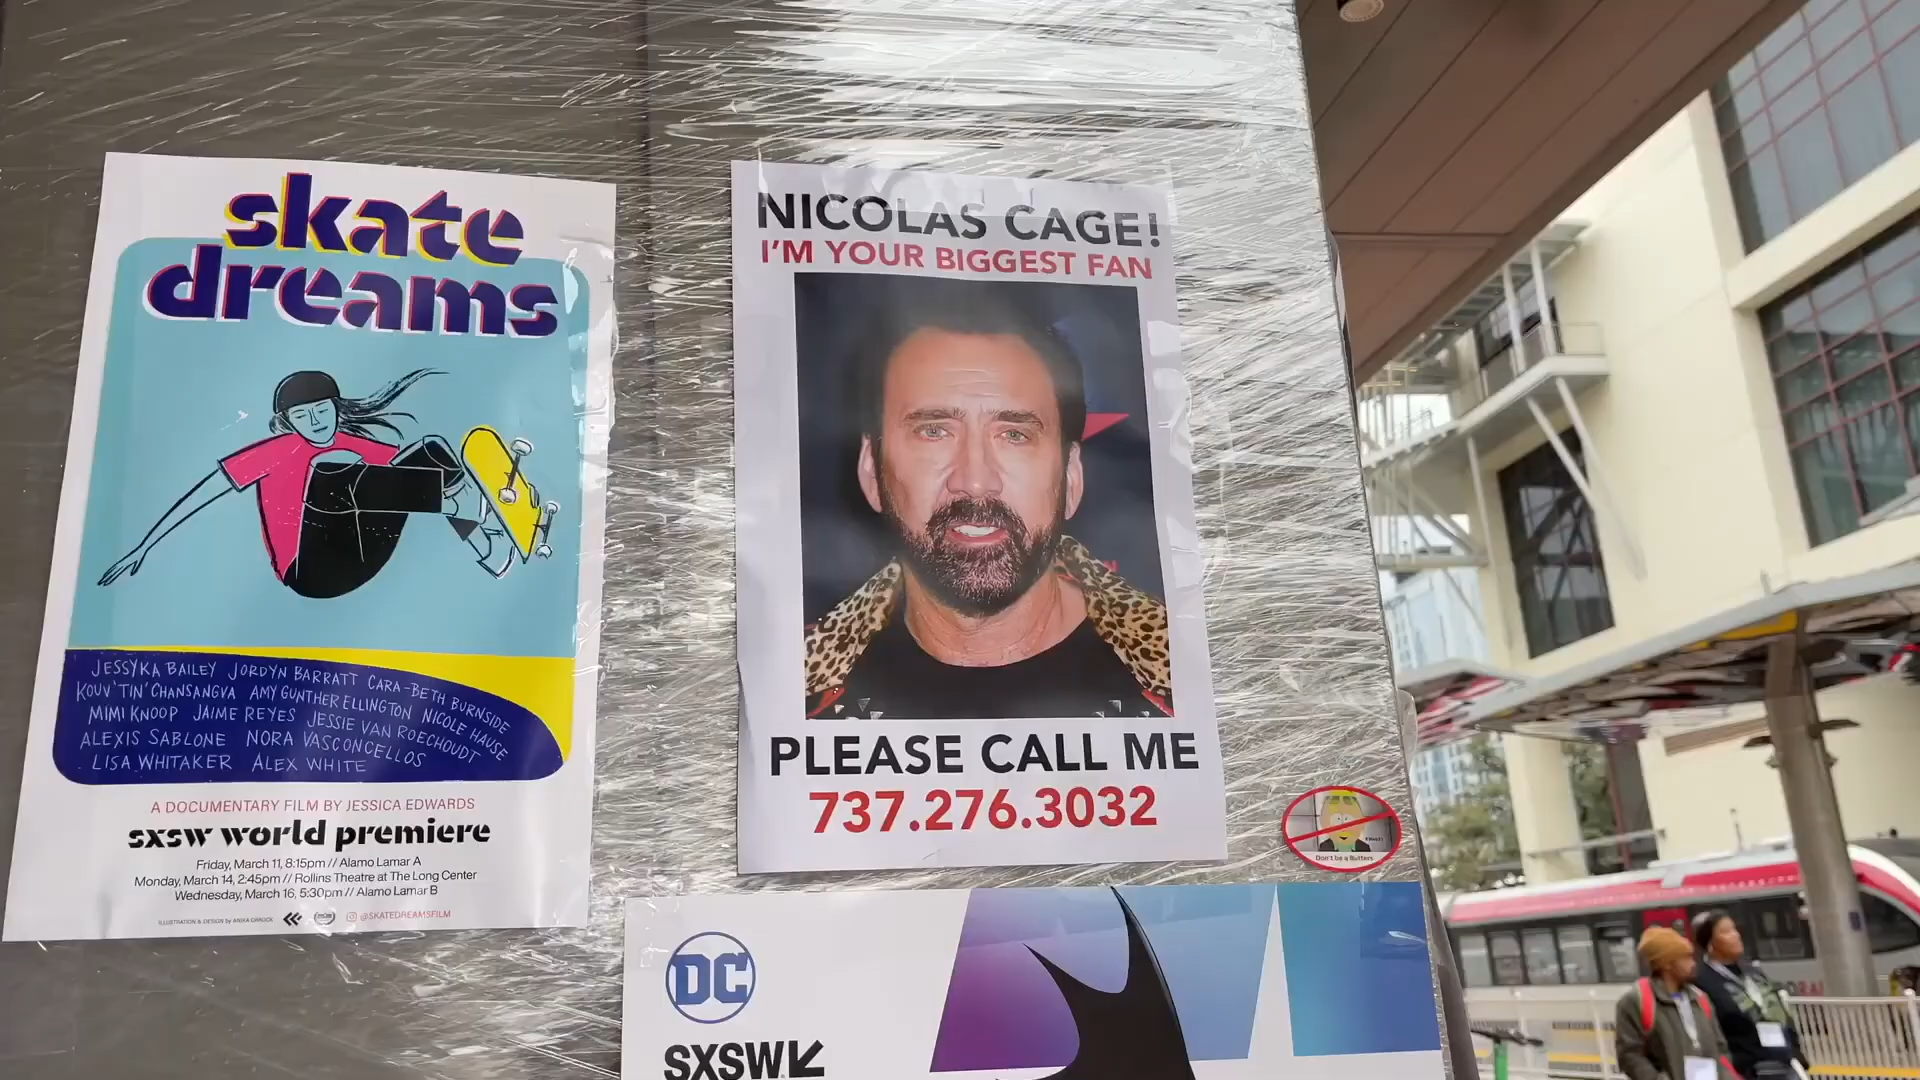 skate
dreams
JESSYKA BAILEY JORDYN BARRATT CARA-BETH BURNSIDE
KOUV 'TIN' CHANSANGVA AMY GUNTHER ELLINGTON NICOLE HAUSE
MIMI KNOOP JAIME REYES JESSIE VAN ROECHOUDT
ALEXIS SABLONE NORA VASCONCELLOS
LISA WHITAKER ALEX WHITE
A DOCUMENTARY FILM BY JESSICA EDWARDS
sxsw world premiere
Friday, March 11, 8:15pm // Alamo Lamar A
Monday, March 14, 2:45pm // Rollins Theatre at The Long Center
Wednesday, March 16, 5:30pm // Alamo Lamar B
ILLUSTRATION & DESIGN by
@SKATEDREAMSFILM
NICOLAS CAGE!
I'M YOUR BIGGEST FAN
PLEASE CALL ME
737.276.3032
Don't be a Butters
DC
SXSW